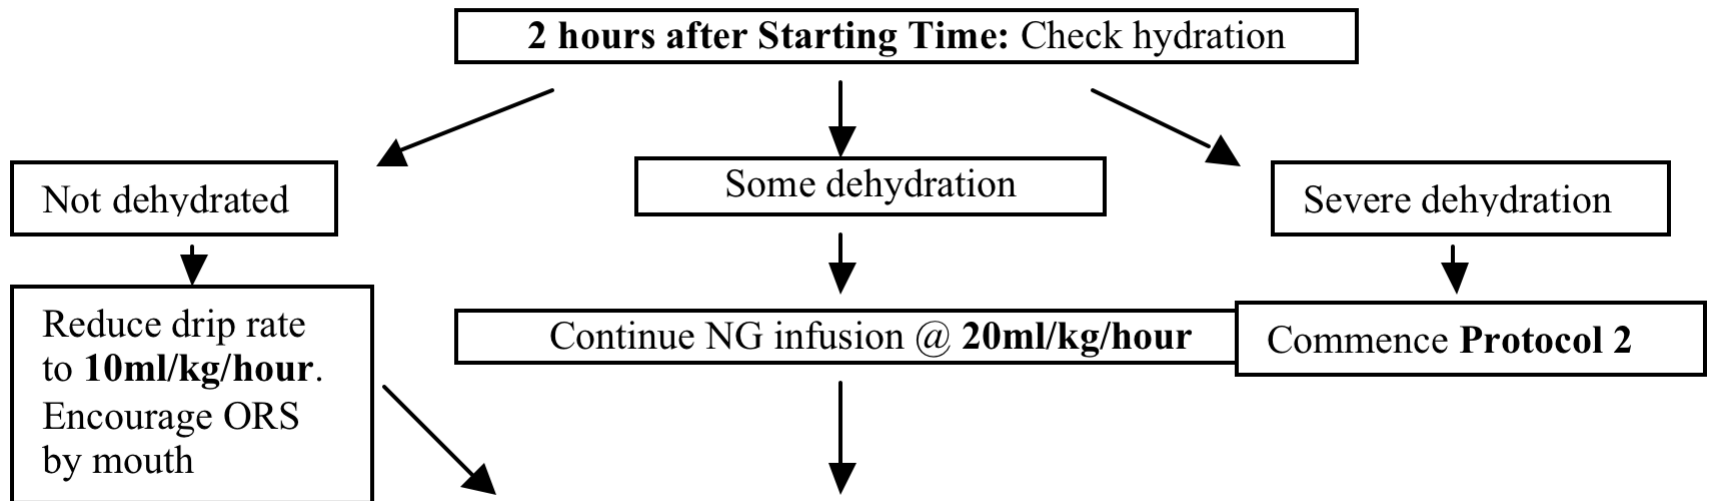 2 hours after Starting Time: Check hydration
Not dehydrated
Some dehydration
Severe dehydration
Reduce drip rate
to 10ml/kg/hour.
Encourage ORS
by mouth
Continue NG infusion @ 20ml/kg/hour
Commence Protocol 2